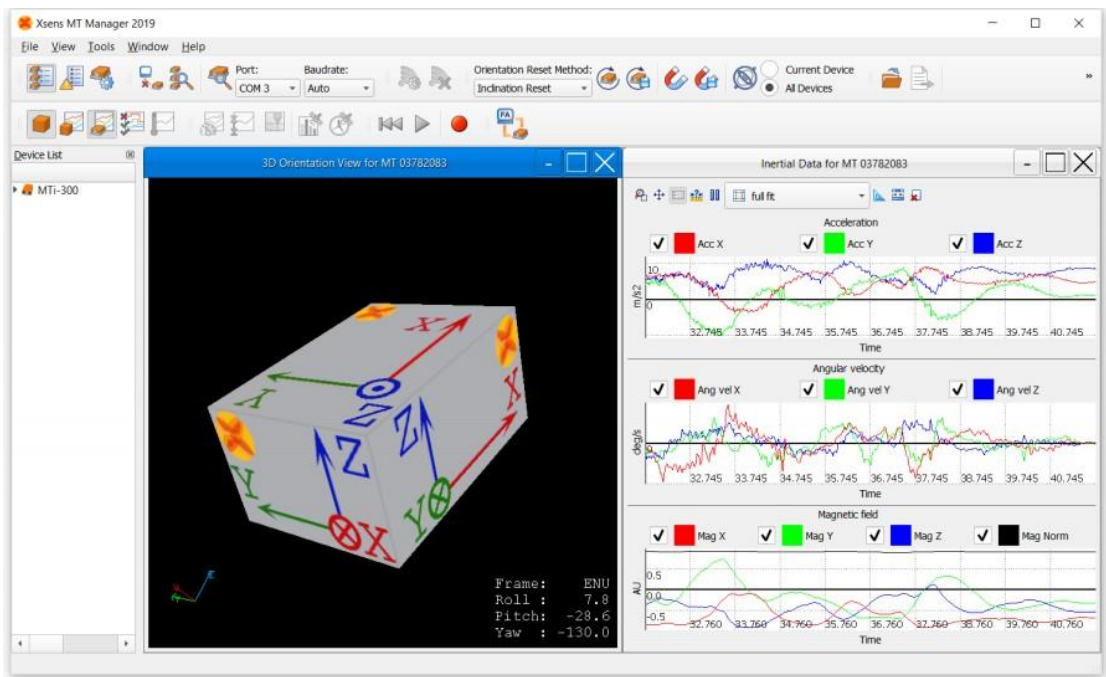 Xsens MT Manager 2019
File View Tools Window Help
Port: Baudrate: Orientation Reset Method: Current Device
COM 3 Auto Inclination Reset All Devices
»
FA
Device List
MTi-300
3D Orientation View for MT 03782083
X
X
Y
Z
Z
Z
X
Y
Y
X
Frame: ENU
Roll : 7.8
Pitch: -28.6
Yaw : -130.0
Inertial Data for MT 03782083
full fit
Acceleration
Acc X Acc Y Acc Z
10
0
m/s2
32.745 33.745 34.745 35.745 36.745 37.745 38.745 39.745 40.745
Time
Angular velocity
Ang vel X Ang vel Y Ang vel Z
deg/s
0
32.745 33.745 34.745 35.745 36.745 37.745 38.745 39.745 40.745
Time
Magnetic field
Mag X Mag Y Mag Z Mag Norm
0.5
0.0
-0.5
AU
32.760 33.760 34.760 35.760 36.760 37.760 38.760 39.760 40.760
Time